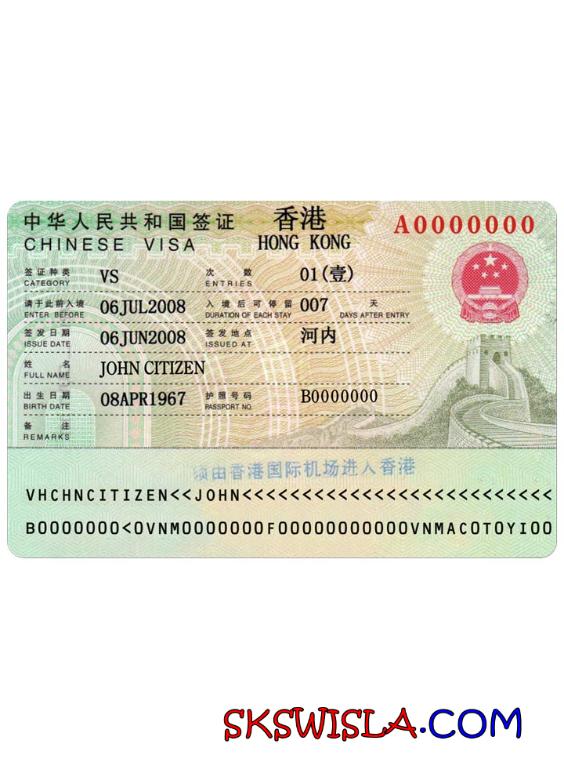 中华人民共和国签证 香港 A0000000
CHINESE VISA HONG KONG
签证种类 CATEGORY VS 次数 ENTRIES 01(壹)
请于此前入境 ENTER BEFORE 06JUL2008 入境后可停留 DURATION OF EACH STAY 007 天 DAYS AFTER ENTRY
签发日期 ISSUE DATE 06JUN2008 签发地点 ISSUED AT 河内
姓名 FULL NAME JOHN CITIZEN
出生日期 BIRTH DATE 08APR1967 护照号码 PASSPORT NO. B0000000
备注 REMARKS
须由香港国际机场进入香港
VHCHNCITIZEN<<JOHN<<<<<<<<<<<<<<<<<<<<<<<<<<
B0000000<0VNM0000000F00000000000VNMAC0T0YI00
SKSWISLA.COM